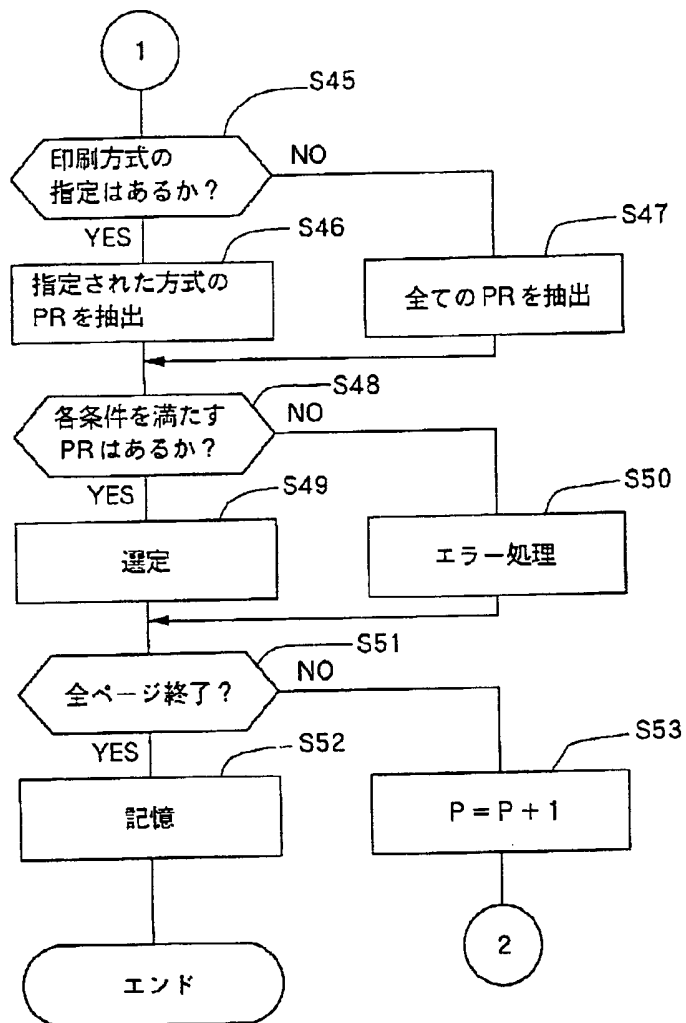 1
S45
印刷方式の
指定はあるか?
NO
YES
S46
S47
指定された方式の
PRを抽出
全てのPRを抽出
S48
各条件を満たす
PRはあるか?
NO
YES
S49
S50
選定
エラー処理
S51
全ページ終了?
NO
YES
S52
S53
記憶
P = P + 1
エンド
2